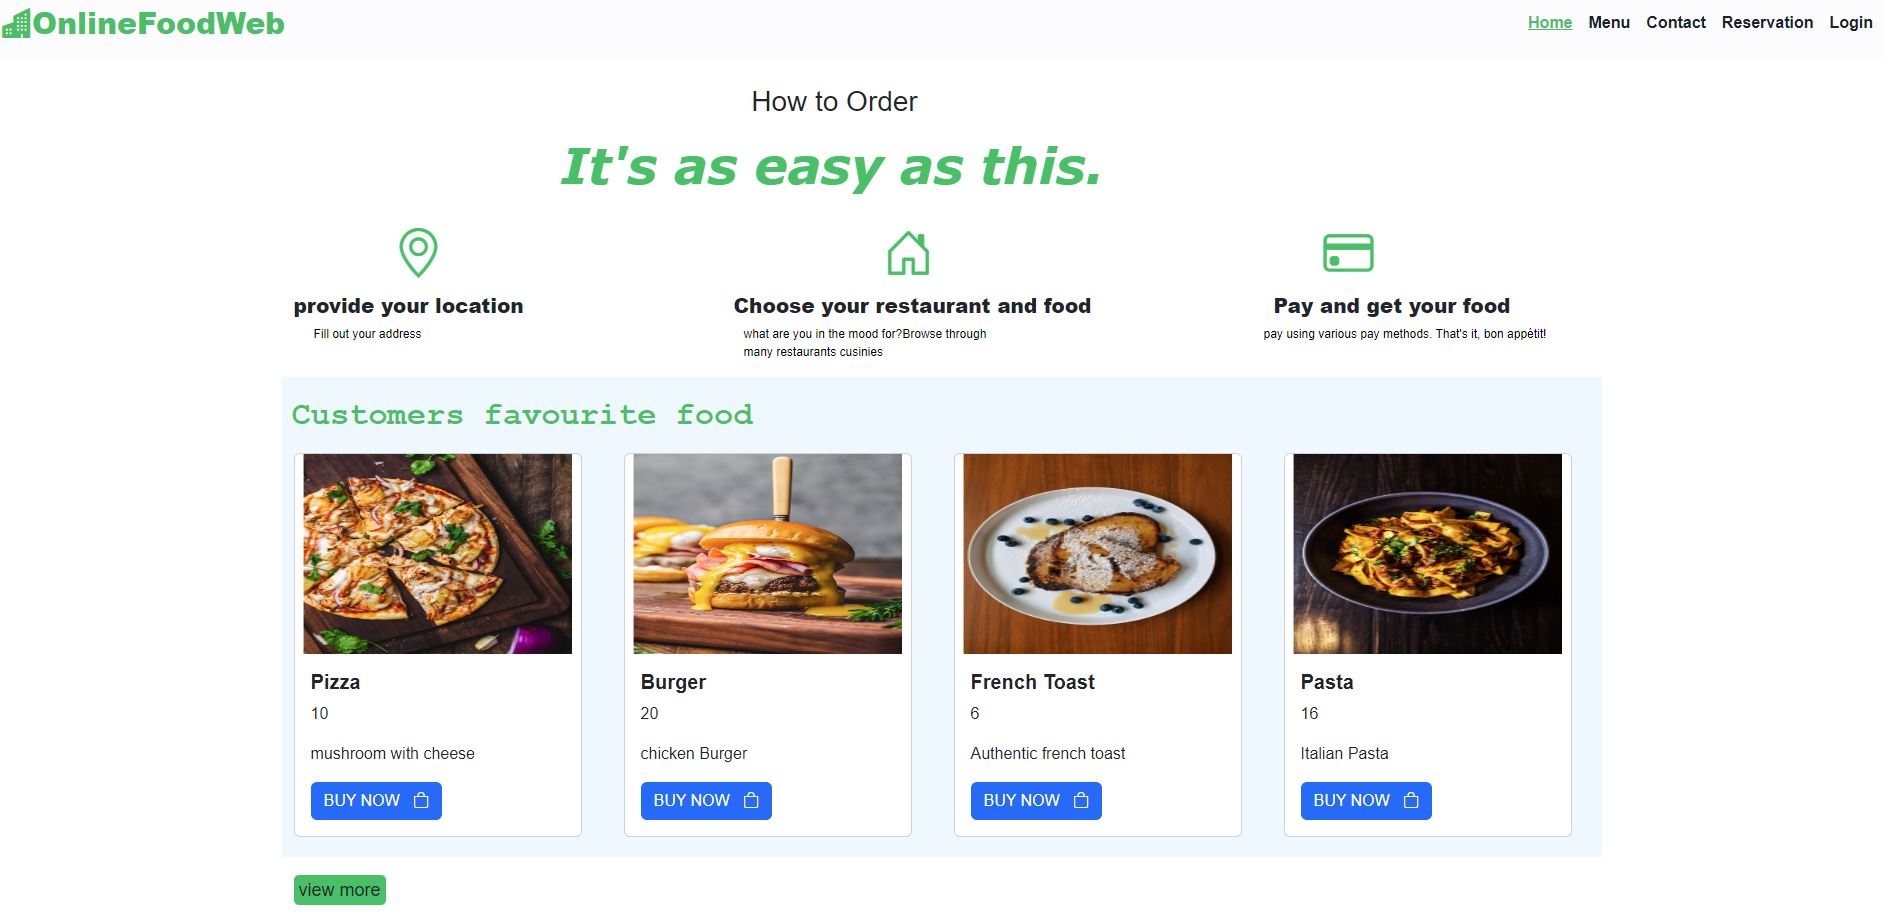 OnlineFoodWeb
Home Menu Contact Reservation Login
How to Order
It's as easy as this.
provide your location
Fill out your address
Choose your restaurant and food
what are you in the mood for?Browse through
many restaurants cusinies
Pay and get your food
pay using various pay methods. That's it, bon appétit!
Customers favourite food
Pizza
10
mushroom with cheese
BUY NOW
Burger
20
chicken Burger
BUY NOW
French Toast
6
Authentic french toast
BUY NOW
Pasta
16
Italian Pasta
BUY NOW
view more